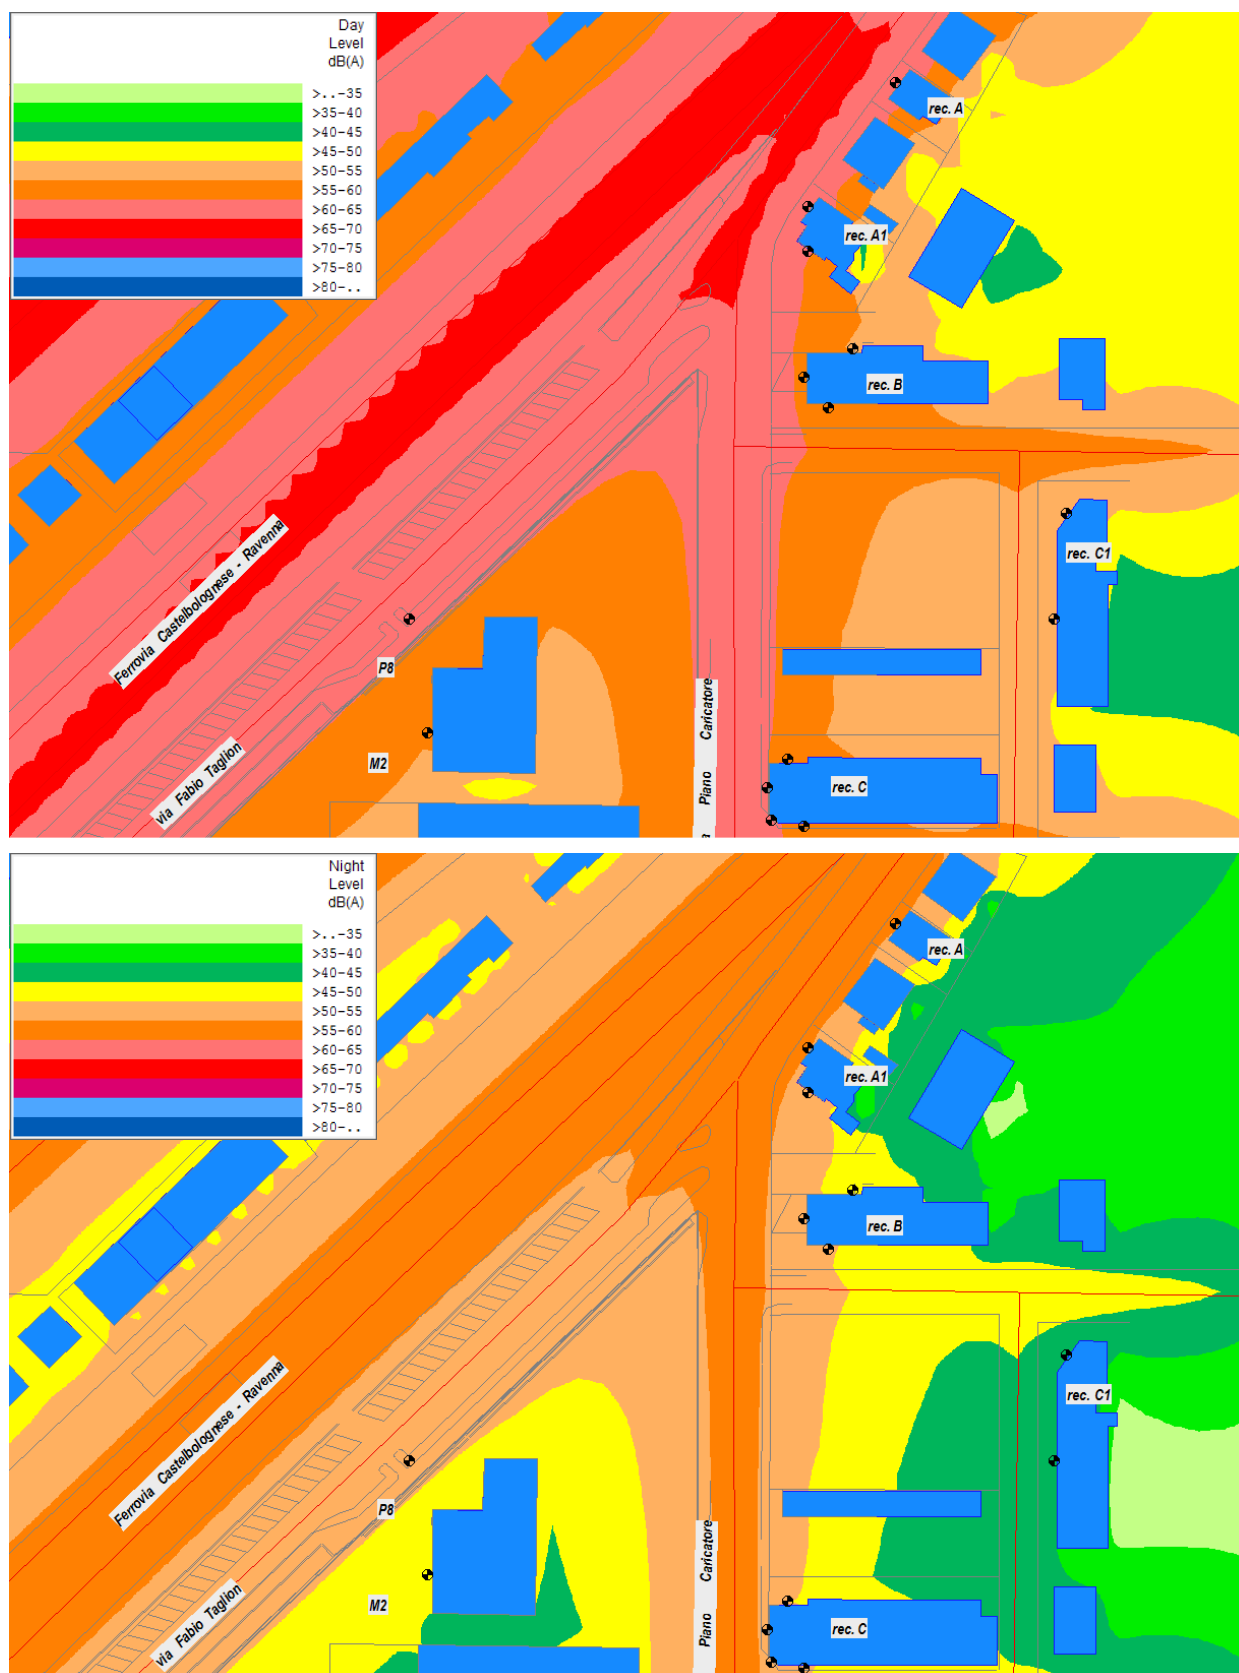 Day
Level
dB(A)
>..-35
>35-40
>40-45
>45-50
>50-55
>55-60
>60-65
>65-70
>70-75
>75-80
>80-..
rec. A
rec. A1
rec. B
rec. C1
Ferrovia Castelbolognese - Ravenna
P8
M2
via Fabio Taglion
Piano Caricatore
rec. C
Night
Level
dB(A)
>..-35
>35-40
>40-45
>45-50
>50-55
>55-60
>60-65
>65-70
>70-75
>75-80
>80-..
rec. A
rec. A1
rec. B
rec. C1
Ferrovia Castelbolognese - Ravenna
P8
M2
via Fabio Taglion
Piano Caricatore
rec. C